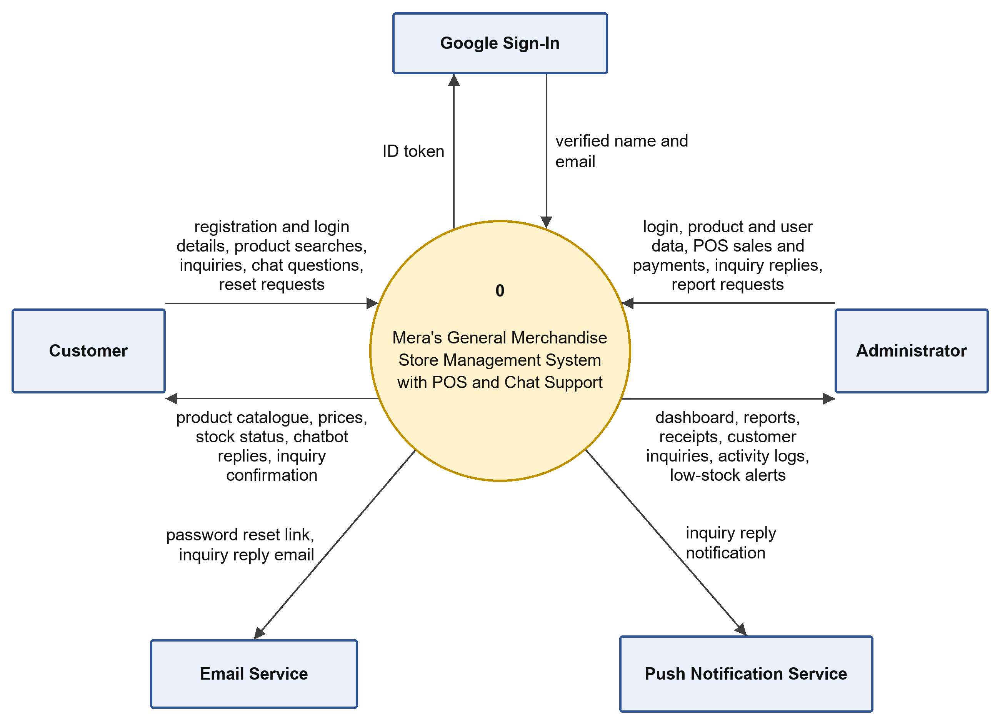 Google Sign-In
ID token
verified name and
email
registration and login
details, product searches,
inquiries, chat questions,
reset requests
login, product and user
data, POS sales and
payments, inquiry replies,
report requests
0
Mera's General Merchandise
Store Management System
with POS and Chat Support
Customer
Administrator
product catalogue, prices,
stock status, chatbot
replies, inquiry
confirmation
dashboard, reports,
receipts, customer
inquiries, activity logs,
low-stock alerts
password reset link,
inquiry reply email
inquiry reply
notification
Email Service
Push Notification Service